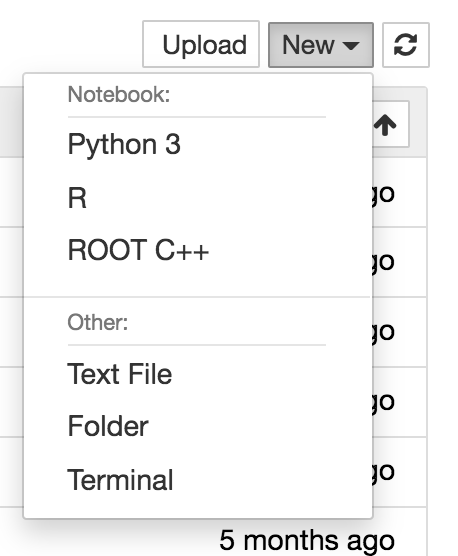 Upload New
Notebook:
Python 3
R
go
ROOT C++
go
Other:
go
Text File
go
Folder
Terminal
go
5 months ago